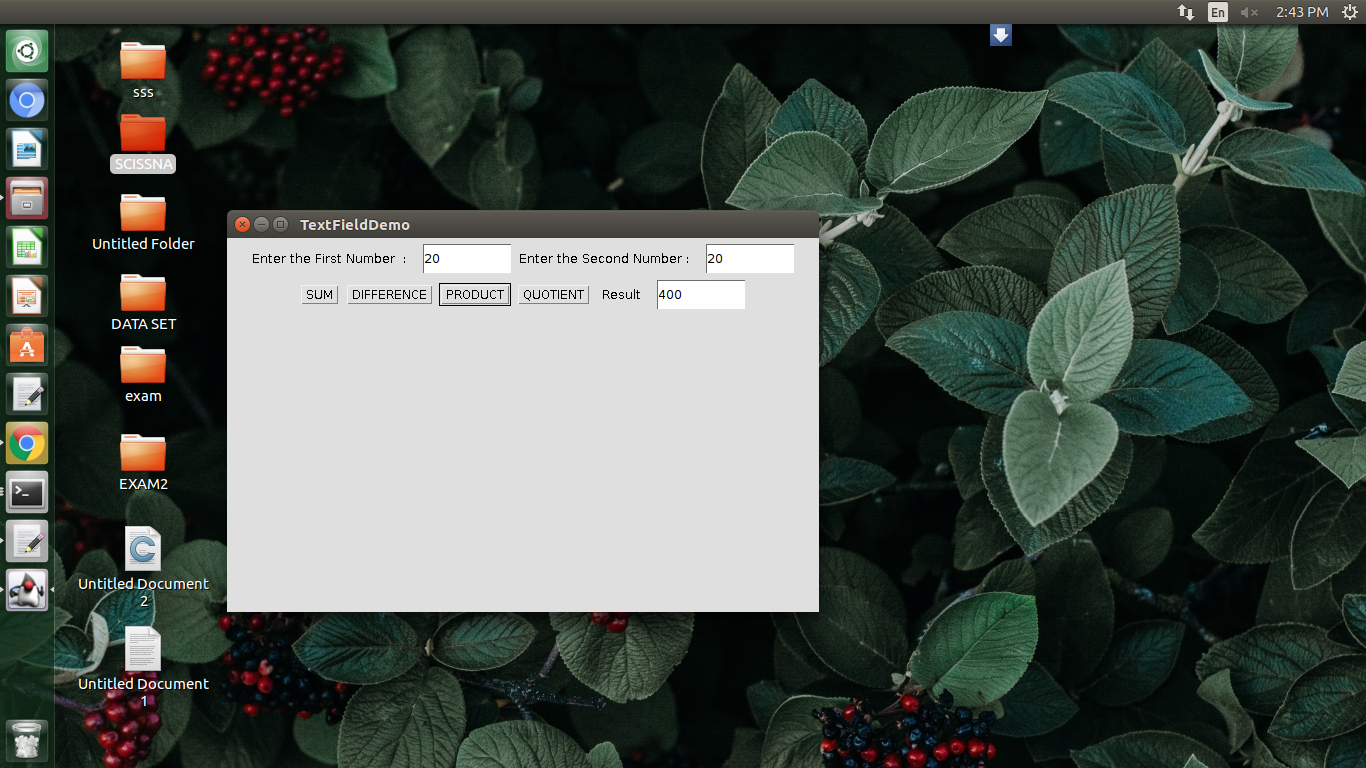 En 2:43 PM
sss
SCISSNA
Untitled Folder
DATA SET
exam
EXAM2
Untitled Document
2
Untitled Document
1
TextFieldDemo
Enter the First Number : 20 Enter the Second Number : 20
SUM DIFFERENCE PRODUCT QUOTIENT Result 400